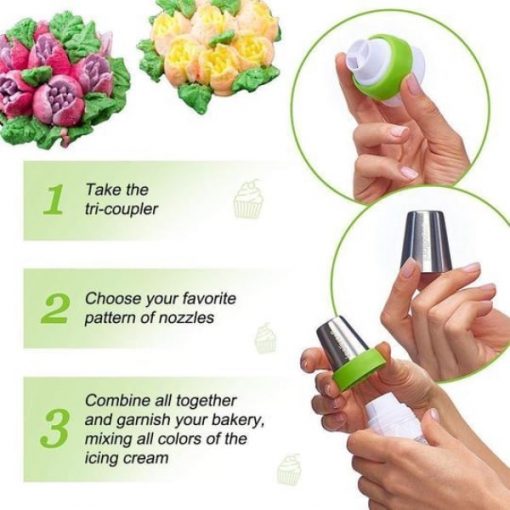 1
Take the
tri-coupler
2
Choose your favorite
pattern of nozzles
3
Combine all together
and garnish your bakery,
mixing all colors of the
icing cream